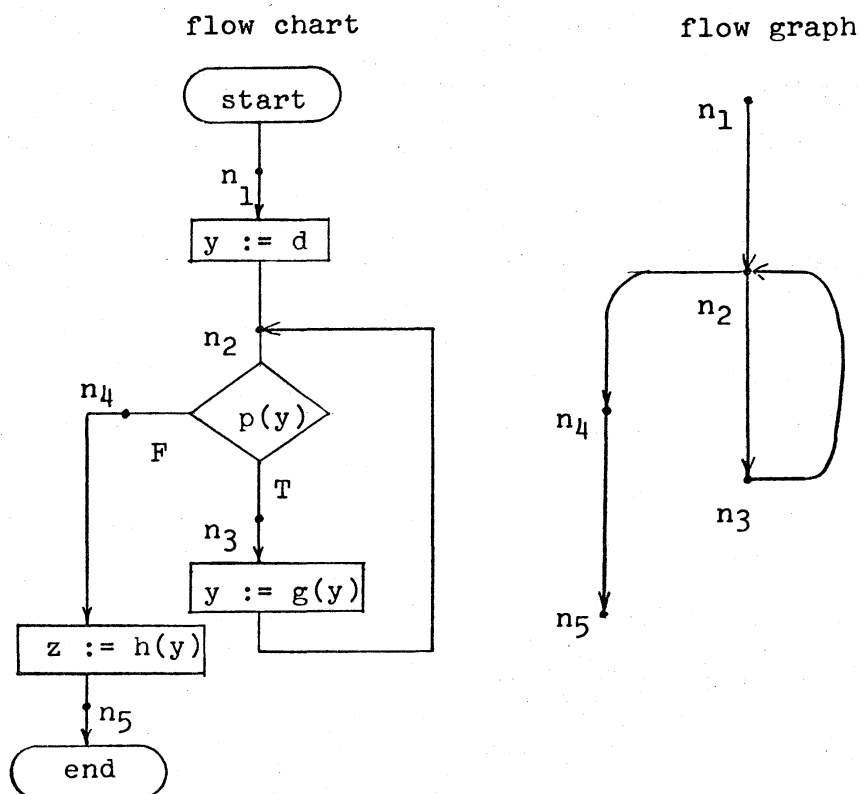 flow chart
start
n1
y := d
n2
n4
p(y)
F
T
n3
y := g(y)
z := h(y)
n5
end
flow graph
n1
n2
n4
n3
n5